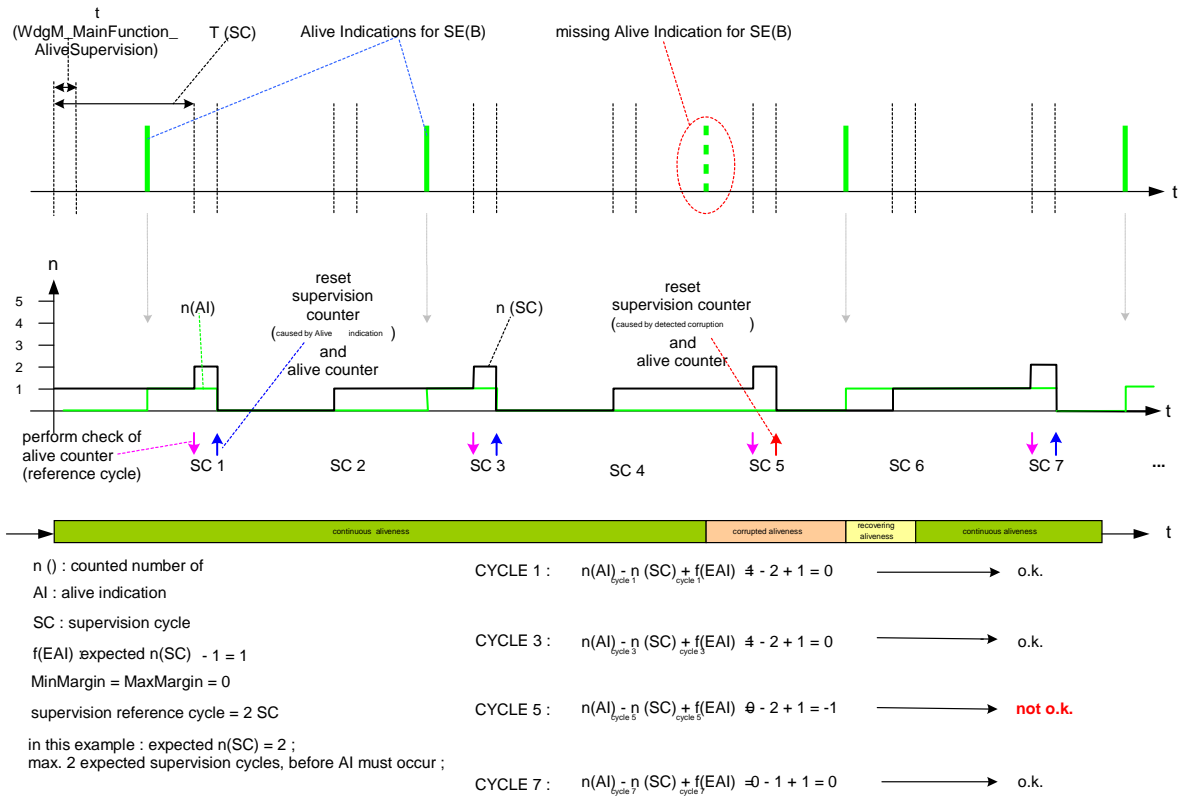 t
(WdgM_MainFunction_
AliveSupervision)
T (SC)
Alive Indications for SE(B)
missing Alive Indication for SE(B)
t
n
5
4
3
2
1
n(AI)
reset
supervision
counter
(caused by Alive indication)
and
alive counter
n (SC)
reset
supervision counter
(caused by detected corruption)
and
alive counter
t
perform check of
alive counter
(reference cycle)
SC 1
SC 2
SC 3
SC 4
SC 5
SC 6
SC 7
...
continuous aliveness
corrupted aliveness
recovering
aliveness
continuous aliveness
t
n () : counted number of
AI : alive indication
SC : supervision cycle
f(EAI) : expected n(SC) - 1 = 1
MinMargin = MaxMargin = 0
supervision reference cycle = 2 SC
in this example : expected n(SC) = 2 ;
max. 2 expected supervision cycles, before AI must occur ;
CYCLE 1 : n(AI) - n (SC) + f(EAI) = 1 - 2 + 1 = 0 o.k.
cycle 1 cycle 1
CYCLE 3 : n(AI) - n (SC) + f(EAI) = 1 - 2 + 1 = 0 o.k.
cycle 3 cycle 3
CYCLE 5 : n(AI) - n (SC) + f(EAI) = 0 - 2 + 1 = -1 not o.k.
cycle 5 cycle 5
CYCLE 7 : n(AI) - n (SC) + f(EAI) =0 - 1 + 1 = 0 o.k.
cycle 7 cycle 7